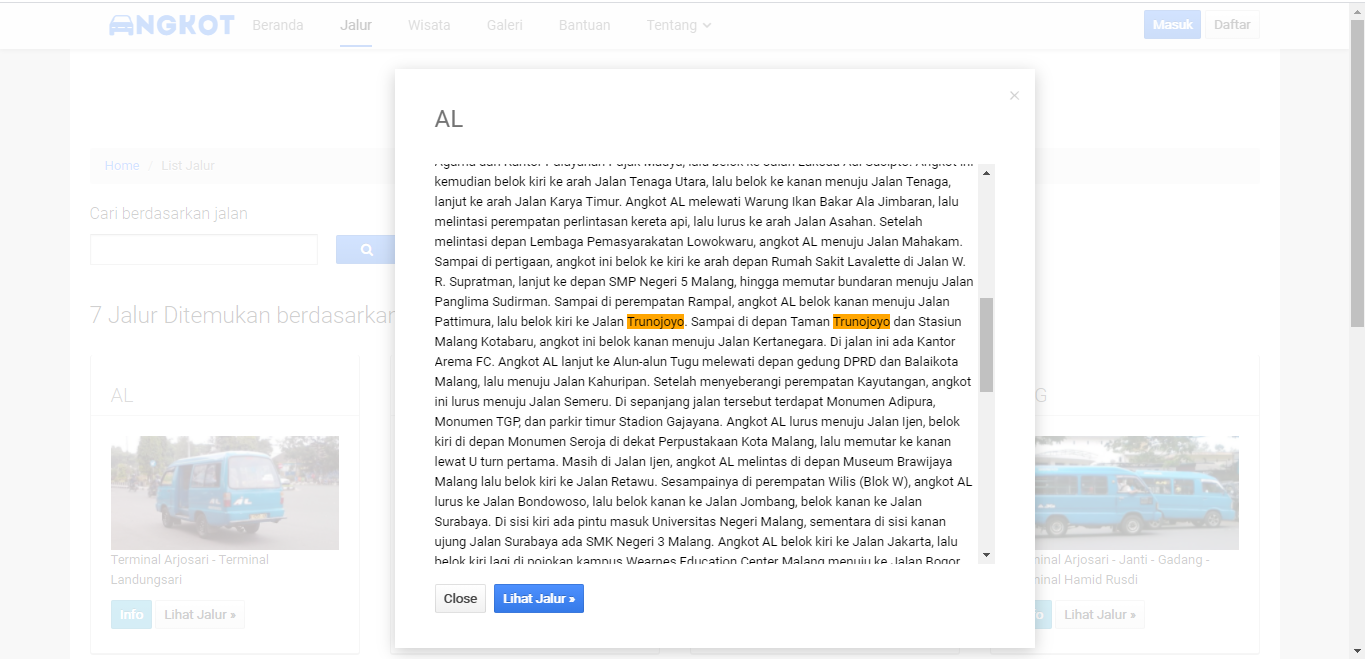 ANGKOT Beranda Jalur Wisata Galeri Bantuan Tentang Masuk Daftar
Home / List Jalur
Cari berdasarkan jalan
7 Jalur Ditemukan berdasarkan
AL
Terminal Arjosari - Terminal
Landungsari
Info Lihat Jalur »
×
AL
kemudian belok kiri ke arah Jalan Tenaga Utara, lalu belok ke kanan menuju Jalan Tenaga,
lanjut ke arah Jalan Karya Timur. Angkot AL melewati Warung Ikan Bakar Ala Jimbaran, lalu
melintasi perempatan perlintasan kereta api, lalu lurus ke arah Jalan Asahan. Setelah
melintasi depan Lembaga Pemasyarakatan Lowokwaru, angkot AL menuju Jalan Mahakam.
Sampai di pertigaan, angkot ini belok ke kiri ke arah depan Rumah Sakit Lavalette di Jalan W.
R. Supratman, lanjut ke depan SMP Negeri 5 Malang, hingga memutar bundaran menuju Jalan
Panglima Sudirman. Sampai di perempatan Rampal, angkot AL belok kanan menuju Jalan
Pattimura, lalu belok kiri ke Jalan Trunojoyo. Sampai di depan Taman Trunojoyo dan Stasiun
Malang Kotabaru, angkot ini belok kanan menuju Jalan Kertanegara. Di jalan ini ada Kantor
Arema FC. Angkot AL lanjut ke Alun-alun Tugu melewati depan gedung DPRD dan Balaikota
Malang, lalu menuju Jalan Kahuripan. Setelah menyeberangi perempatan Kayutangan, angkot
ini lurus menuju Jalan Semeru. Di sepanjang jalan tersebut terdapat Monumen Adipura,
Monumen TGP, dan parkir timur Stadion Gajayana. Angkot AL lurus menuju Jalan Ijen, belok
kiri di depan Monumen Seroja di dekat Perpustakaan Kota Malang, lalu memutar ke kanan
lewat U turn pertama. Masih di Jalan Ijen, angkot AL melintas di depan Museum Brawijaya
Malang lalu belok kiri ke Jalan Retawu. Sesampainya di perempatan Wilis (Blok W), angkot AL
lurus ke Jalan Bondowoso, lalu belok kanan ke Jalan Jombang, belok kanan ke Jalan
Surabaya. Di sisi kiri ada pintu masuk Universitas Negeri Malang, sementara di sisi kanan
ujung Jalan Surabaya ada SMK Negeri 3 Malang. Angkot AL belok kiri ke Jalan Jakarta, lalu
belok kiri lagi di pojokan kampus Wearnes Education Center Malang menuju ke Jalan Bogor
Close Lihat Jalur »
G
Arjosari - Janti - Gadang -
Hamid Rusdi
Lihat Jalur »